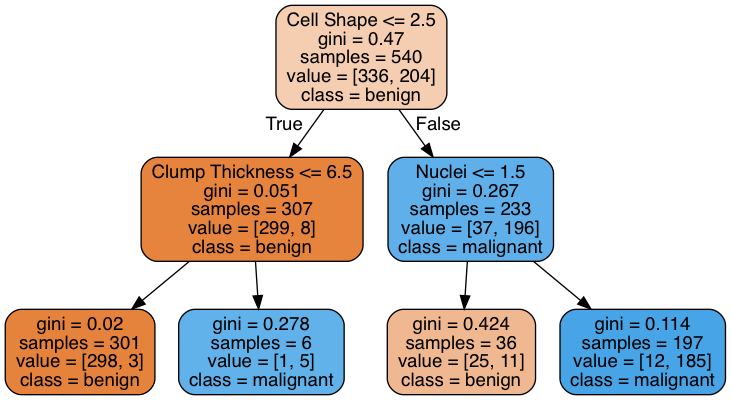 Cell Shape <= 2.5
gini = 0.47
samples = 540
value = [336, 204]
class = benign
True
False
Clump Thickness <= 6.5
gini = 0.051
samples = 307
value = [299, 8]
class = benign
Nuclei <= 1.5
gini = 0.267
samples = 233
value = [37, 196]
class = malignant
gini = 0.02
samples = 301
value = [298, 3]
class = benign
gini = 0.278
samples = 6
value = [1, 5]
class = malignant
gini = 0.424
samples = 36
value = [25, 11]
class = benign
gini = 0.114
samples = 197
value = [12, 185]
class = malignant